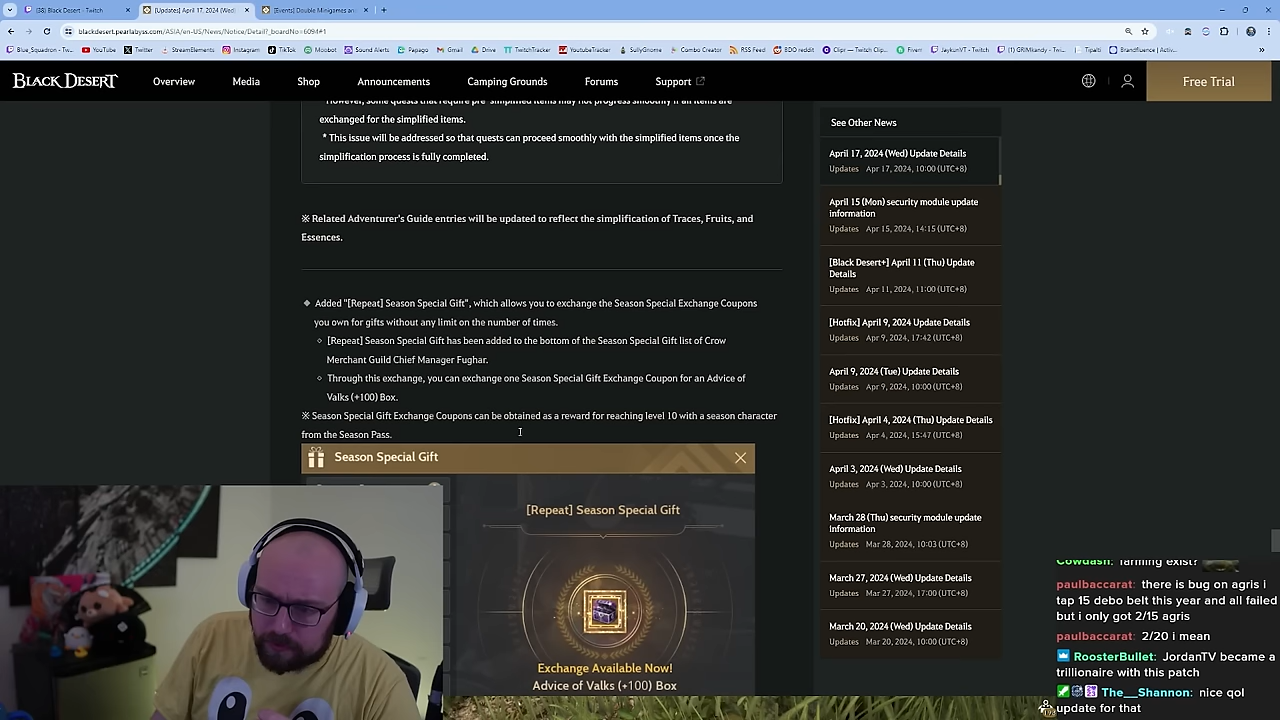 (38) Black Desert - Twitch
[Updates] April 17, 2024 (Wed)
[Events] Double Minigames an
blackdesert.pearlabyss.com/ASIA/en-US/News/Notice/Detail?_boardNo=6094#1
Blue_Squadron - Tw...
YouTube
Twitter
StreamElements
Instagram
TikTok
Moobot
Sound Alerts
Papago
Gmail
Drive
TwitchTracker
YoutubeTracker
SullyGnome
Combo Creator
RSS Feed
BDO reddit
Clipr — Twitch Clip...
Fiverr
JaykunVT - Twitch
(1) GRIMkandy - Tw...
Tipalti
Brandfluence | Activ...
BLACK DESERT
Overview
Media
Shop
Announcements
Camping Grounds
Forums
Support
Free Trial
* However, some quests that require pre-simplified items may not progress smoothly if all items are
exchanged for the simplified items.
* This issue will be addressed so that quests can proceed smoothly with the simplified items once the
simplification process is fully completed.
※ Related Adventurer's Guide entries will be updated to reflect the simplification of Traces, Fruits, and
Essences.
Added "[Repeat] Season Special Gift", which allows you to exchange the Season Special Exchange Coupons
you own for gifts without any limit on the number of times.
[Repeat] Season Special Gift has been added to the bottom of the Season Special Gift list of Crow
Merchant Guild Chief Manager Fughar.
Through this exchange, you can exchange one Season Special Gift Exchange Coupon for an Advice of
Valks (+100) Box.
※ Season Special Gift Exchange Coupons can be obtained as a reward for reaching level 10 with a season character
from the Season Pass.
Season Special Gift
[Repeat] Season Special Gift
Exchange Available Now!
Advice of Valks (+100) Box
See Other News
April 17, 2024 (Wed) Update Details
Updates Apr 17, 2024, 10:00 (UTC+8)
April 15 (Mon) security module update
information
Updates Apr 15, 2024, 14:15 (UTC+8)
[Black Desert+] April 11 (Thu) Update
Details
Updates Apr 11, 2024, 11:00 (UTC+8)
[Hotfix] April 9, 2024 Update Details
Updates Apr 9, 2024, 17:42 (UTC+8)
April 9, 2024 (Tue) Update Details
Updates Apr 9, 2024, 10:00 (UTC+8)
[Hotfix] April 4, 2024 (Thu) Update Details
Updates Apr 4, 2024, 15:47 (UTC+8)
April 3, 2024 (Wed) Update Details
Updates Apr 3, 2024, 10:00 (UTC+8)
March 28 (Thu) security module update
information
Updates Mar 28, 2024, 10:03 (UTC+8)
March 27, 2024 (Wed) Update Details
Updates Mar 27, 2024, 17:00 (UTC+8)
March 20, 2024 (Wed) Update Details
Updates Mar 20, 2024, 10:00 (UTC+8)
Cowdash: farming exist?
paulbaccarat: there is bug on agris i
tap 15 debo belt this year and all failed
but i only got 2/15 agris
paulbaccarat: 2/20 i mean
RoosterBullet: JordanTV became a
trillionaire with this patch
The__Shannon: nice qol
update for that